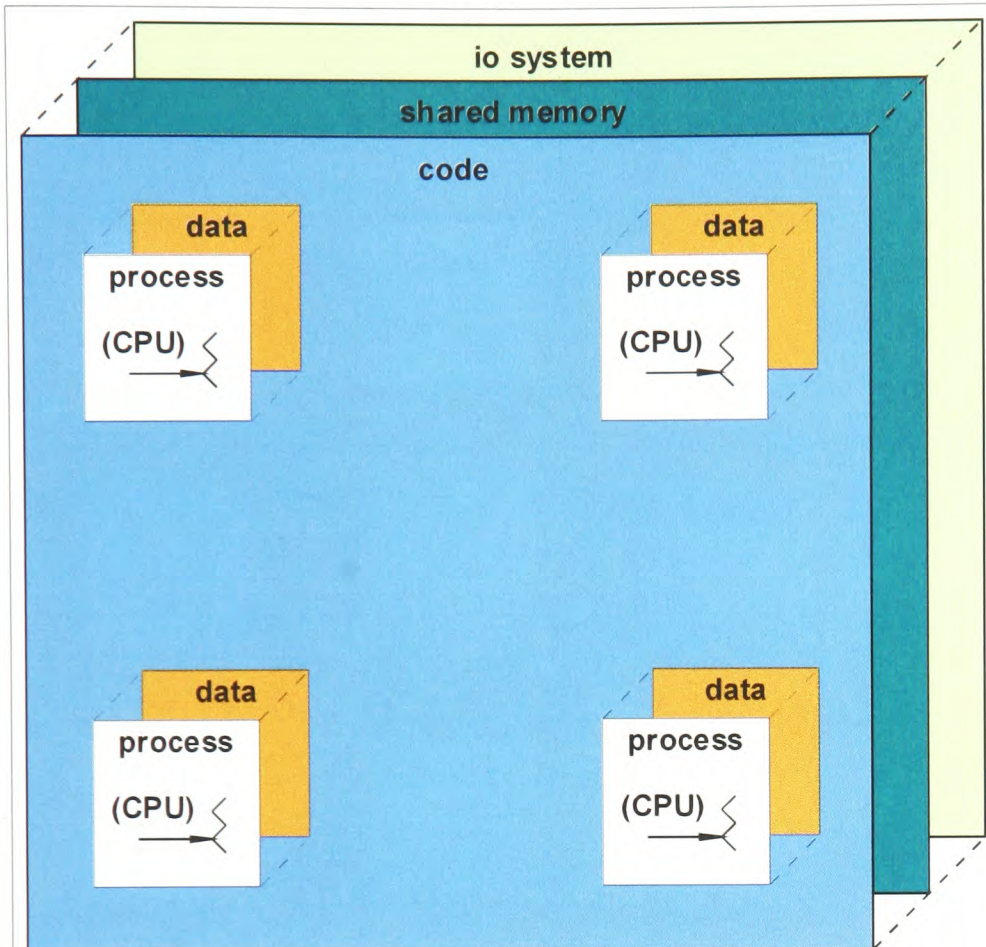 io system
shared memory
code
data
process
(CPU)
data
process
(CPU)
data
process
(CPU)
data
process
(CPU)